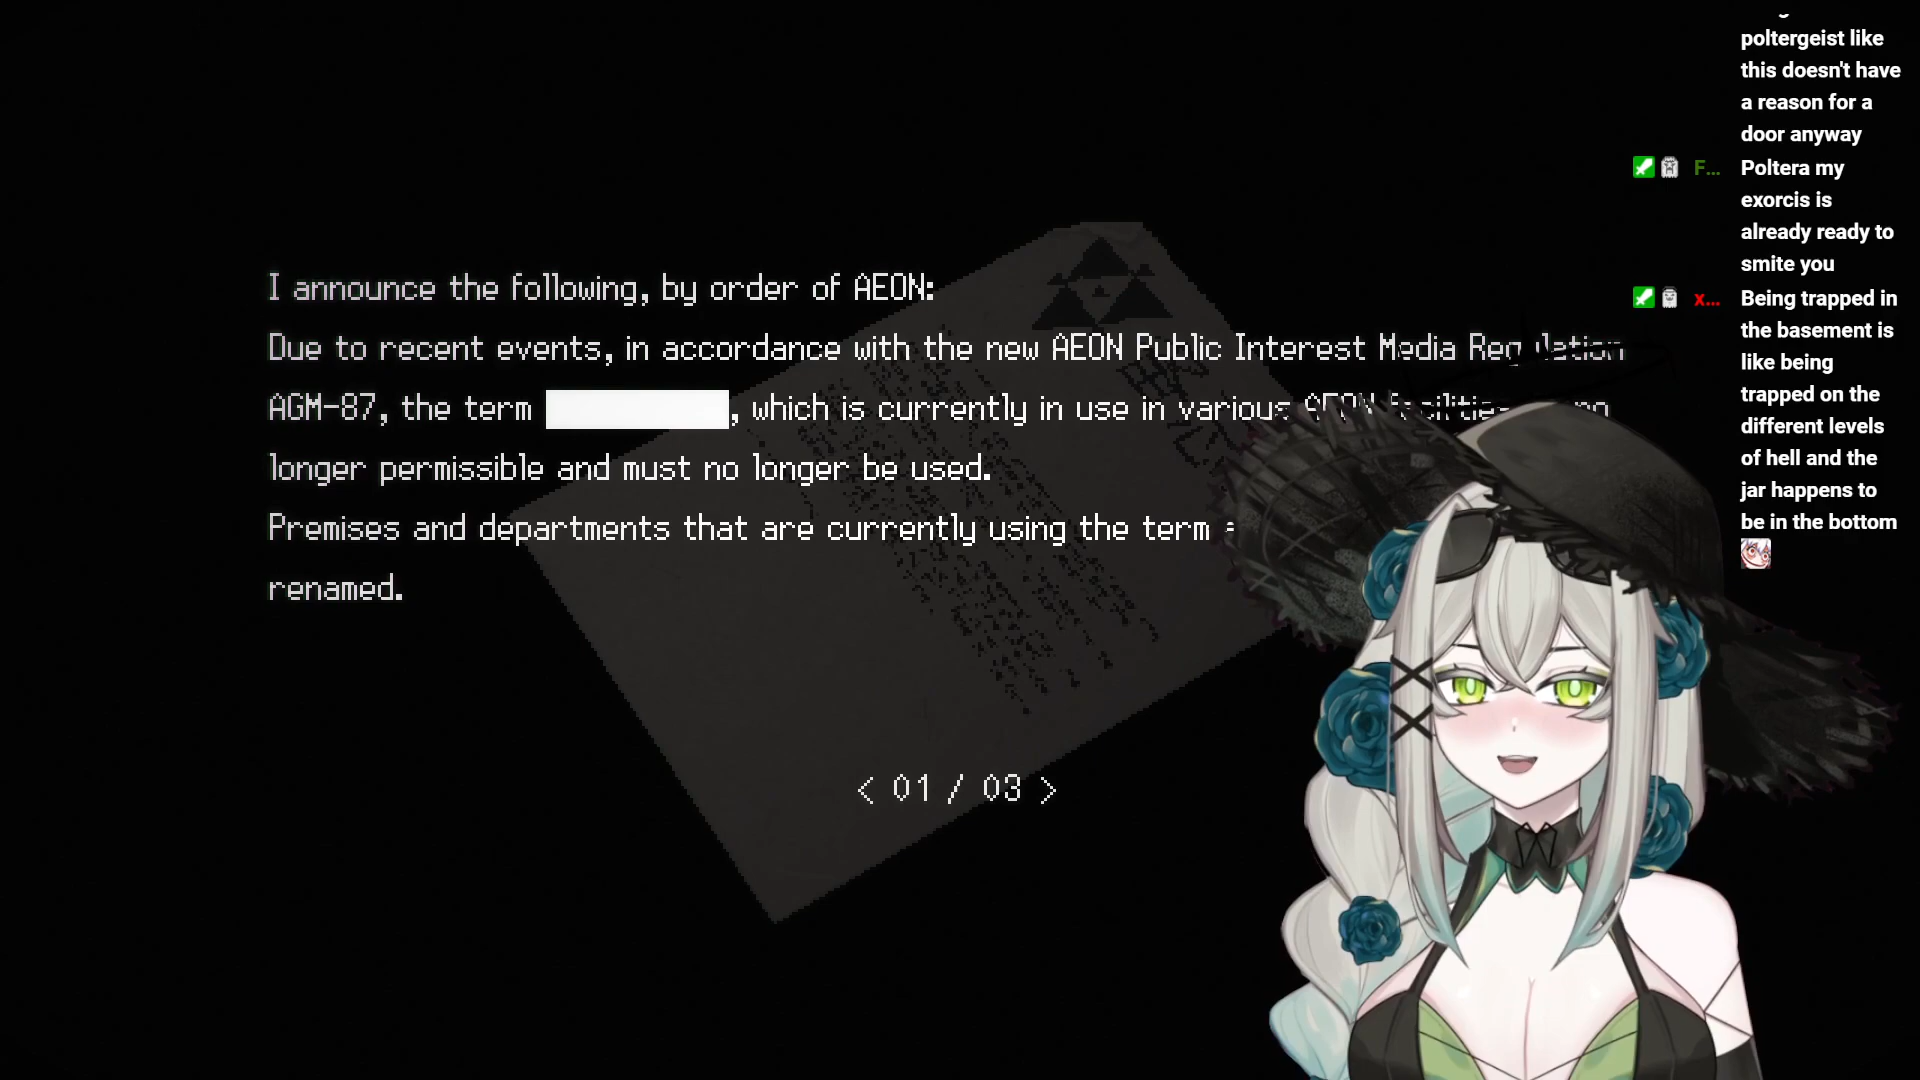 I announce the following, by order of AEON:
Due to recent events, in accordance with the new AEON Public Interest Media Regulation
AGM-87, the term , which is currently in use in various AEON facilities no
longer permissible and must no longer be used.
Premises and departments that are currently using the term
renamed.
< 01 / 03 >
poltergeist like
this doesn't have
a reason for a
door anyway
F... Poltera my
exorcis is
already ready to
smite you
x... Being trapped in
the basement is
like being
trapped on the
different levels
of hell and the
jar happens to
be in the bottom